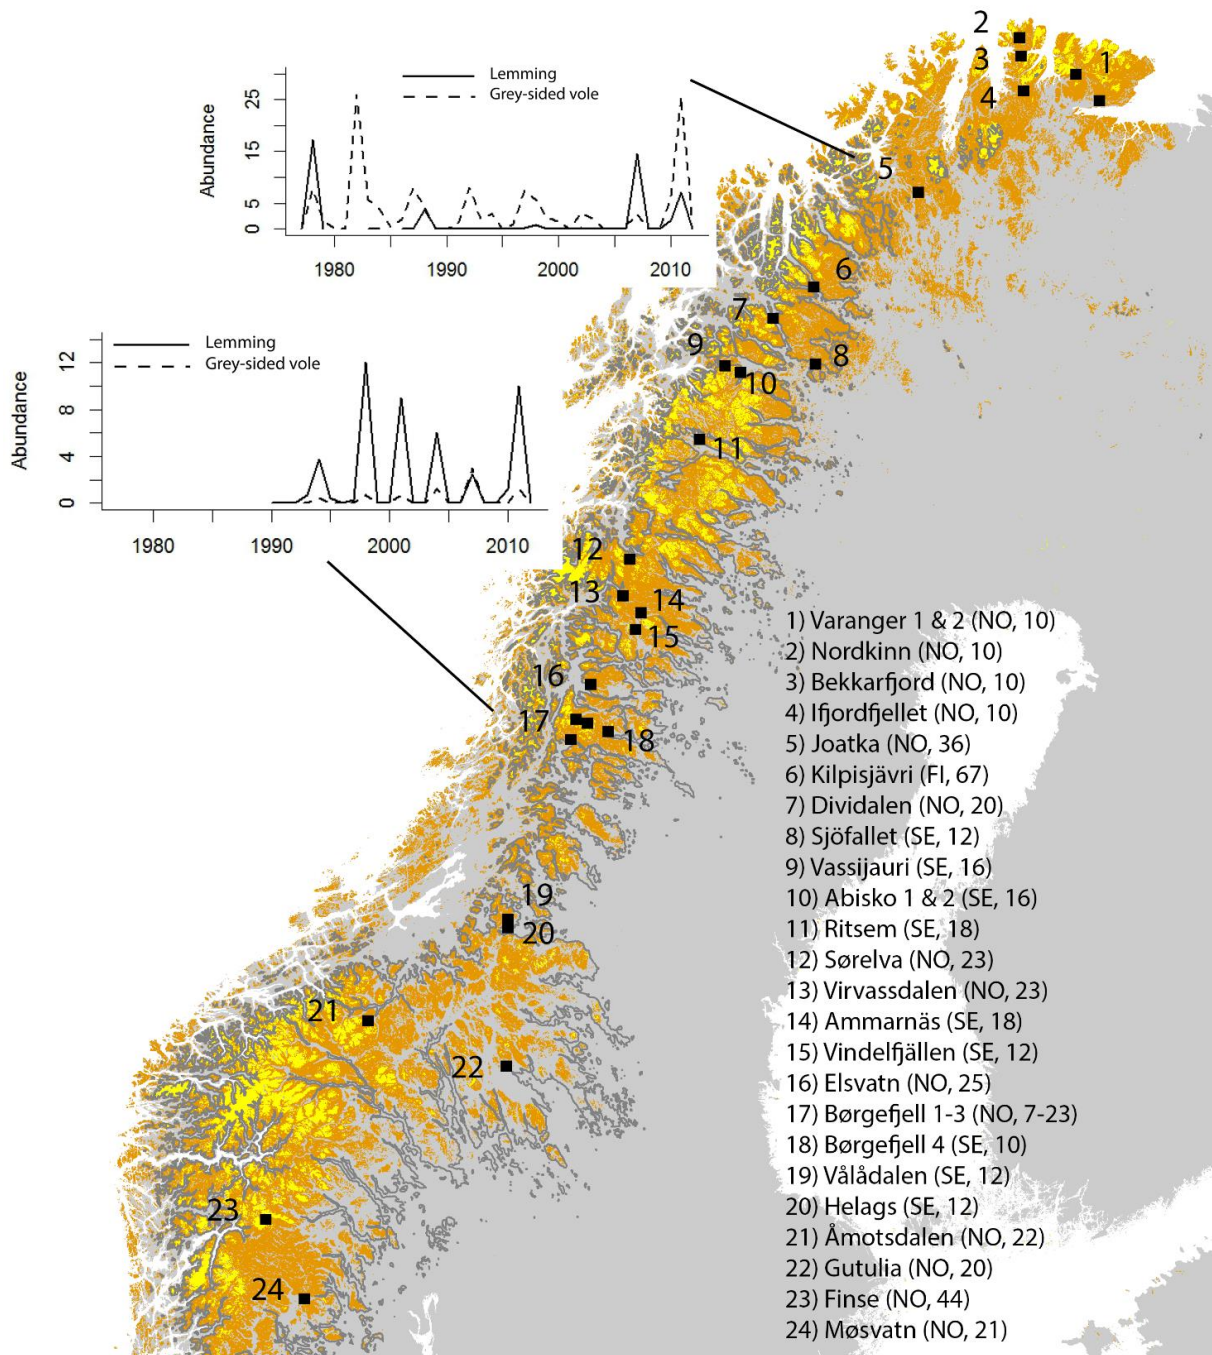 2
3
1
4
5
6
7
8
9
10
11
12
13
14
15
16
17
18
19
20
21
22
23
24
Lemming
Grey-sided vole
Abundance
25
15
5
0
1980
1990
2000
2010
Lemming
Grey-sided vole
Abundance
12
8
4
0
1980
1990
2000
2010
1) Varanger 1 & 2 (NO, 10)
2) Nordkinn (NO, 10)
3) Bekkarfjord (NO, 10)
4) Ifjordfjellet (NO, 10)
5) Joatka (NO, 36)
6) Kilpisjävri (FI, 67)
7) Dividalen (NO, 20)
8) Sjöfallet (SE, 12)
9) Vassijauri (SE, 16)
10) Abisko 1 & 2 (SE, 16)
11) Ritsem (SE, 18)
12) Sørelva (NO, 23)
13) Virvassdalen (NO, 23)
14) Ammarnäs (SE, 18)
15) Vindelfjällen (SE, 12)
16) Elsvatn (NO, 25)
17) Børgefjell 1-3 (NO, 7-23)
18) Børgefjell 4 (SE, 10)
19) Vålådalen (SE, 12)
20) Helags (SE, 12)
21) Åmotsdalen (NO, 22)
22) Gutulia (NO, 20)
23) Finse (NO, 44)
24) Møsvatn (NO, 21)